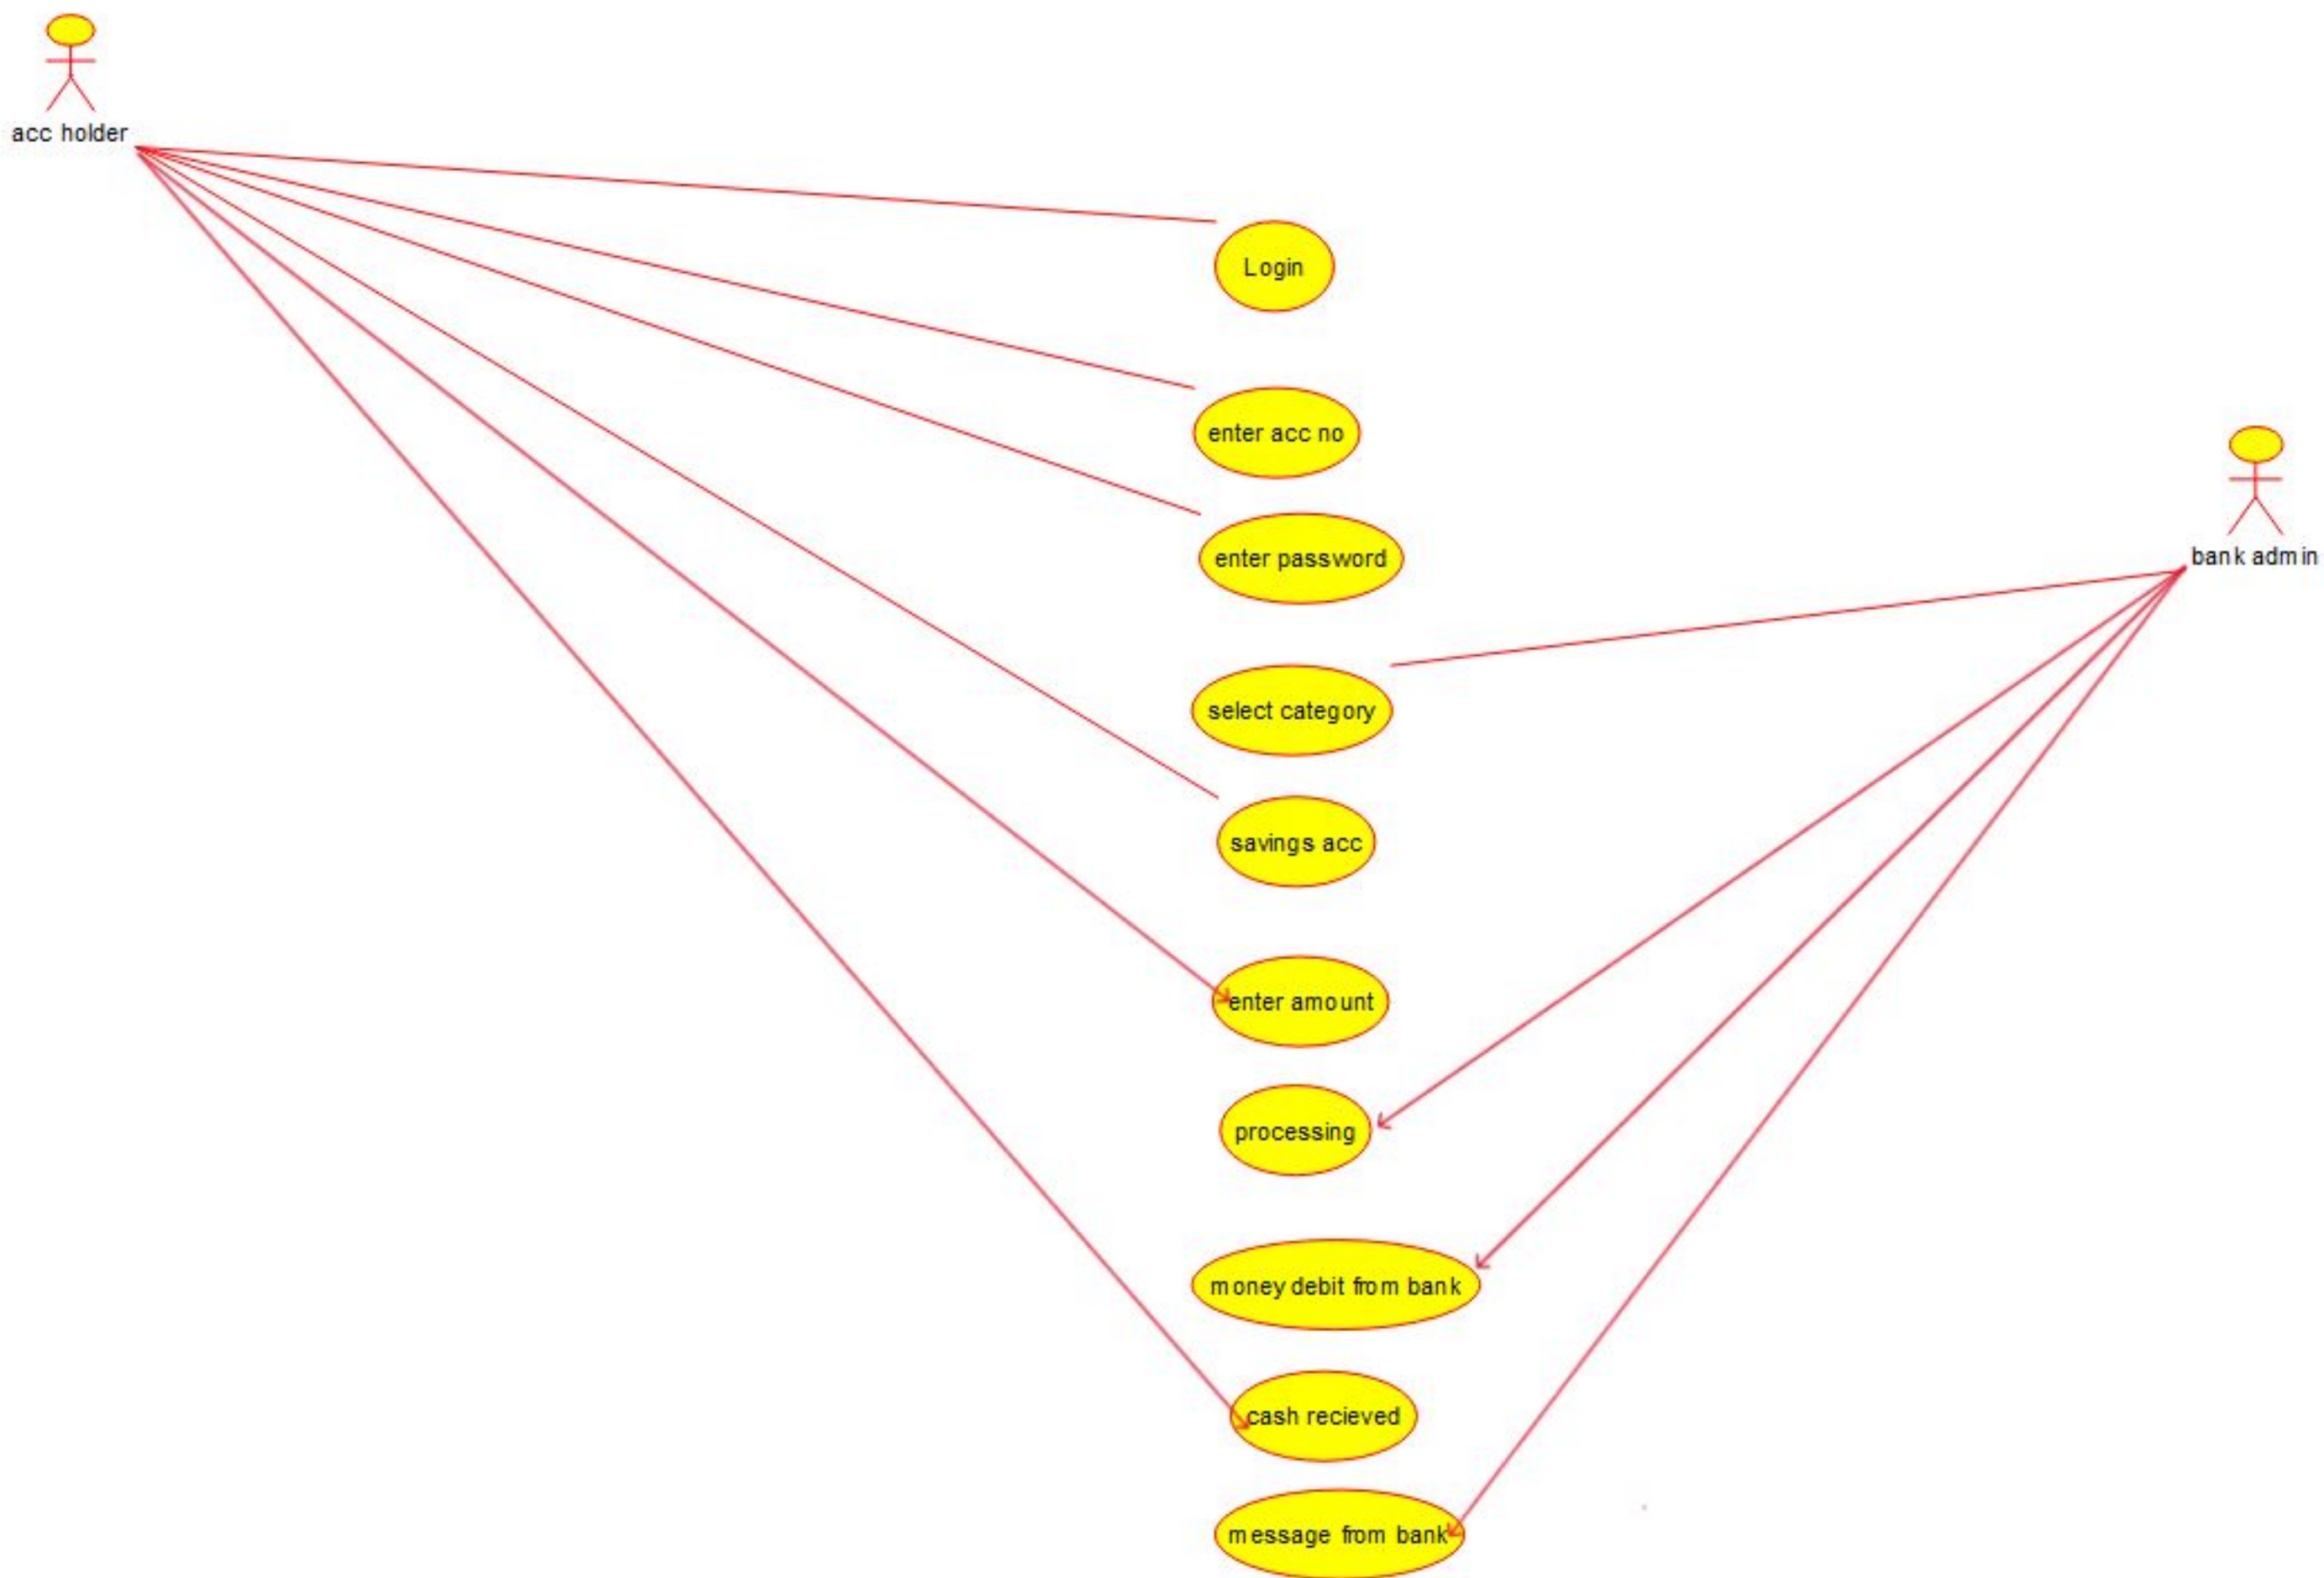 acc holder
Login
enter acc no
enter password
bank admin
select category
savings acc
enter amount
processing
money debit from bank
cash recieved
message from bank